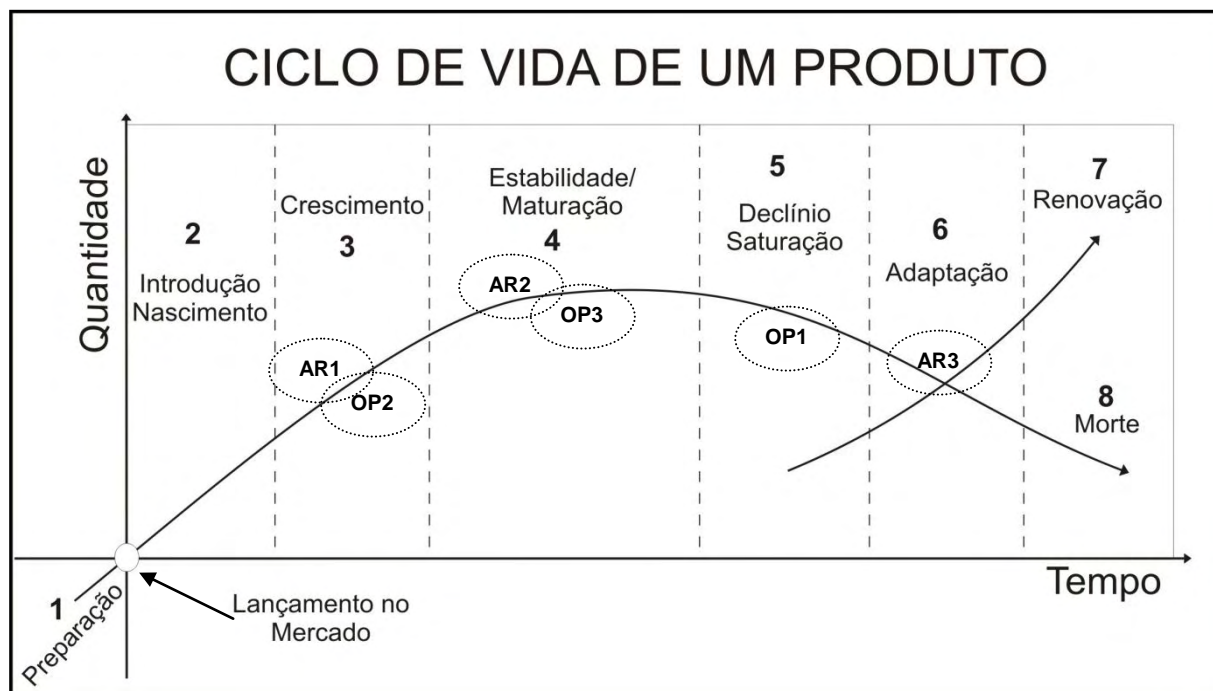 CICLO DE VIDA DE UM PRODUTO
Quantidade
2
Introdução
Nascimento
Crescimento
3
Estabilidade/
Maturação
4
5
Declínio
Saturação
6
Adaptação
7
Renovação
8
Morte
AR1
OP2
AR2
OP3
OP1
AR3
1
Preparação
Lançamento no
Mercado
Tempo